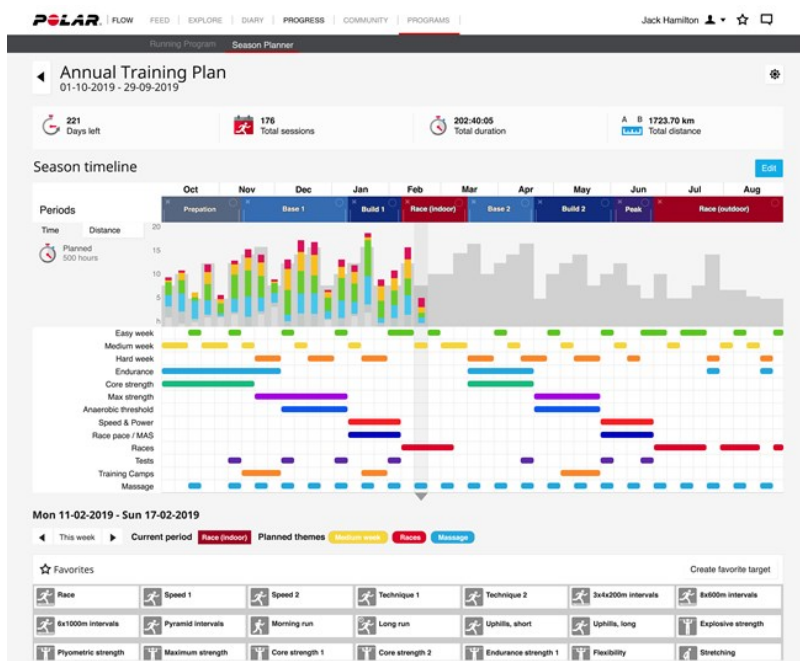 POLAR. FLOW FEED EXPLORE DIARY PROGRESS COMMUNITY PROGRAMS Jack Hamilton
Running Program Season Planner
Annual Training Plan
01-10-2019 - 29-09-2019
221 176 202:40:05 A B 1723.70 km
Days left Total sessions Total duration Total distance
Season timeline Edit
Oct Nov Dec Jan Feb Mar Apr May Jun Jul Aug
Periods Prepation Base 1 Build 1 Race (indoor) Base 2 Build 2 Peak Race (outdoor)
Time Distance 20
Planned
500 hours
15
10
5
h
Easy week
Medium week
Hard week
Endurance
Core strength
Max strength
Anaerobic threshold
Speed & Power
Race pace / MAS
Races
Tests
Training Camps
Massage
Mon 11-02-2019 - Sun 17-02-2019
This week Current period Race (indoor) Planned themes Medium week Races Massage
Favorites Create favorite target
Race Speed 1 Speed 2 Technique 1 Technique 2 3x4x200m intervals 8x600m intervals
6x1000m intervals Pyramid intervals Morning run Long run Uphills, short Uphills, long Explosive strength
Plyometric strength Maximum strength Core strength 1 Core strength 2 Endurance strength 1 Flexibility Stretching